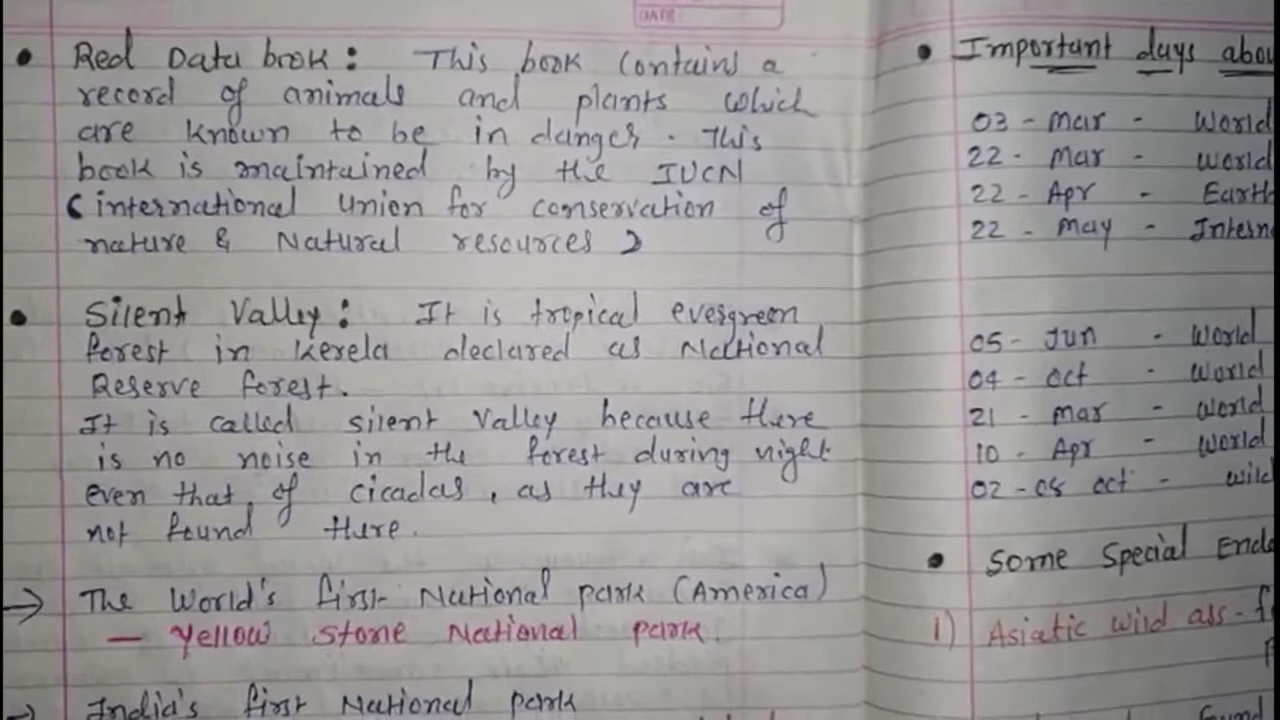 DATE
• Red Data book : This book contains a
record of animals and plants which
are known to be in danger. This
book is maintained by the IUCN
(international Union for conservation of
nature & Natural resources)
• Silent Valley : It is tropical evergreen
forest in Kerela declared as National
Reserve forest.
It is called silent Valley because there
is no noise in the forest during night
even that of cicadas, as they are
not found there.
→ The World's first National park (America)
— Yellow stone National park.
→ India's first National park
• Important days abou
03 - Mar - World
22 - Mar - World
22 - Apr - Earth
22 - May - Intern
05 - Jun - World
04 - Oct - World
21 - Mar - World
10 - Apr - World
02 - 08 Oct - wild
• Some Special Enda
1) Asiatic wild ass - f